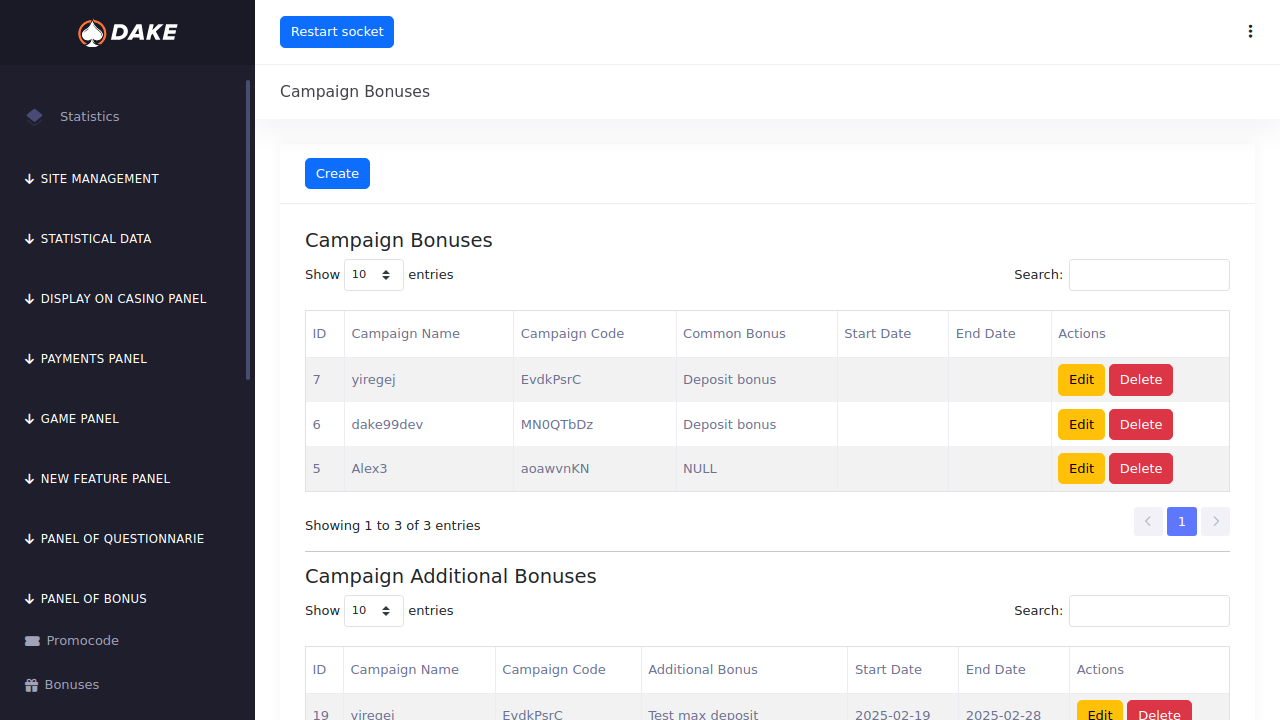 DAKE
Restart socket
Campaign Bonuses
Statistics
SITE MANAGEMENT
STATISTICAL DATA
DISPLAY ON CASINO PANEL
PAYMENTS PANEL
GAME PANEL
NEW FEATURE PANEL
PANEL OF QUESTIONNARIE
PANEL OF BONUS
Promocode
Bonuses
Create
Campaign Bonuses
Show 10 entries Search:
ID Campaign Name Campaign Code Common Bonus Start Date End Date Actions
7 yiregej EvdkPsrC Deposit bonus Edit Delete
6 dake99dev MN0QTbDz Deposit bonus Edit Delete
5 Alex3 aoawvnKN NULL Edit Delete
Showing 1 to 3 of 3 entries 1
Campaign Additional Bonuses
Show 10 entries Search:
ID Campaign Name Campaign Code Additional Bonus Start Date End Date Actions
19 yiregej EvdkPsrC Test max deposit 2025-02-19 2025-02-28 Edit Delete